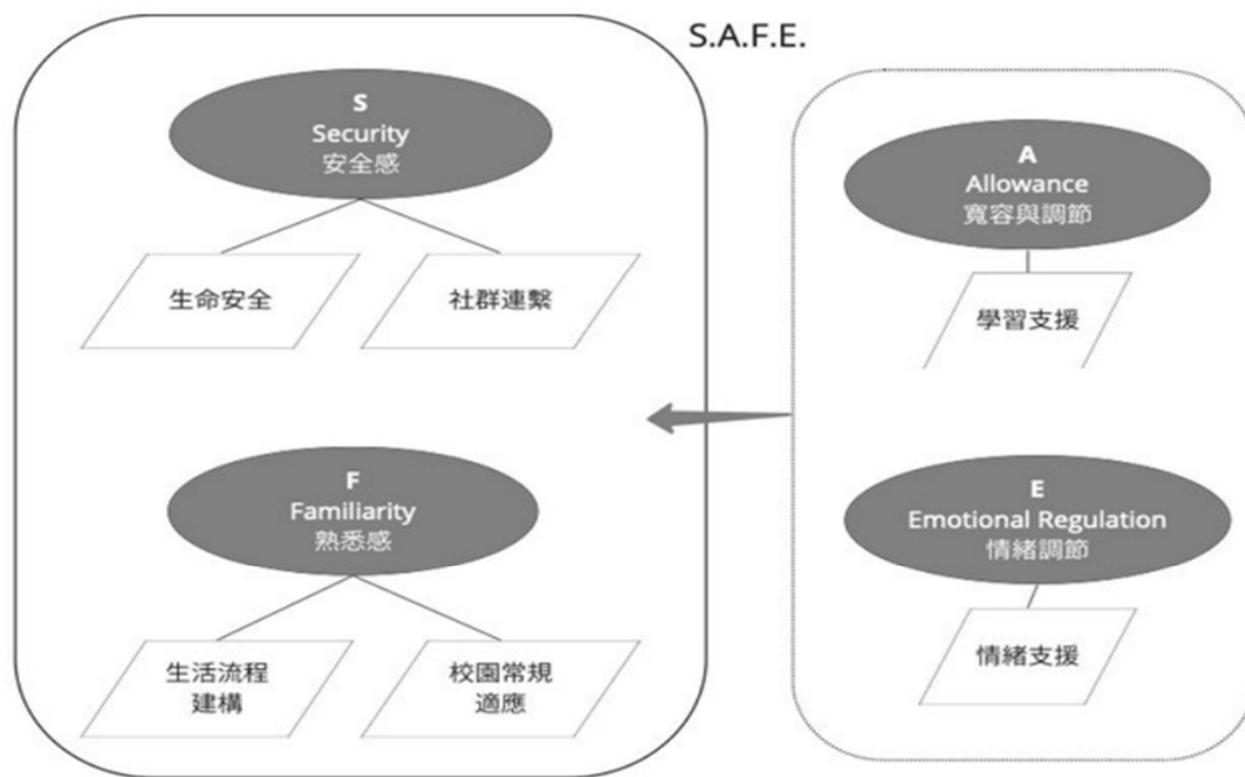 S.A.F.E.
S
Security
安全感
生命安全
社群連繫
F
Familiarity
熟悉感
生活流程
建構
校園常規
適應
A
Allowance
寬容與調節
學習支援
E
Emotional Regulation
情緒調節
情緒支援